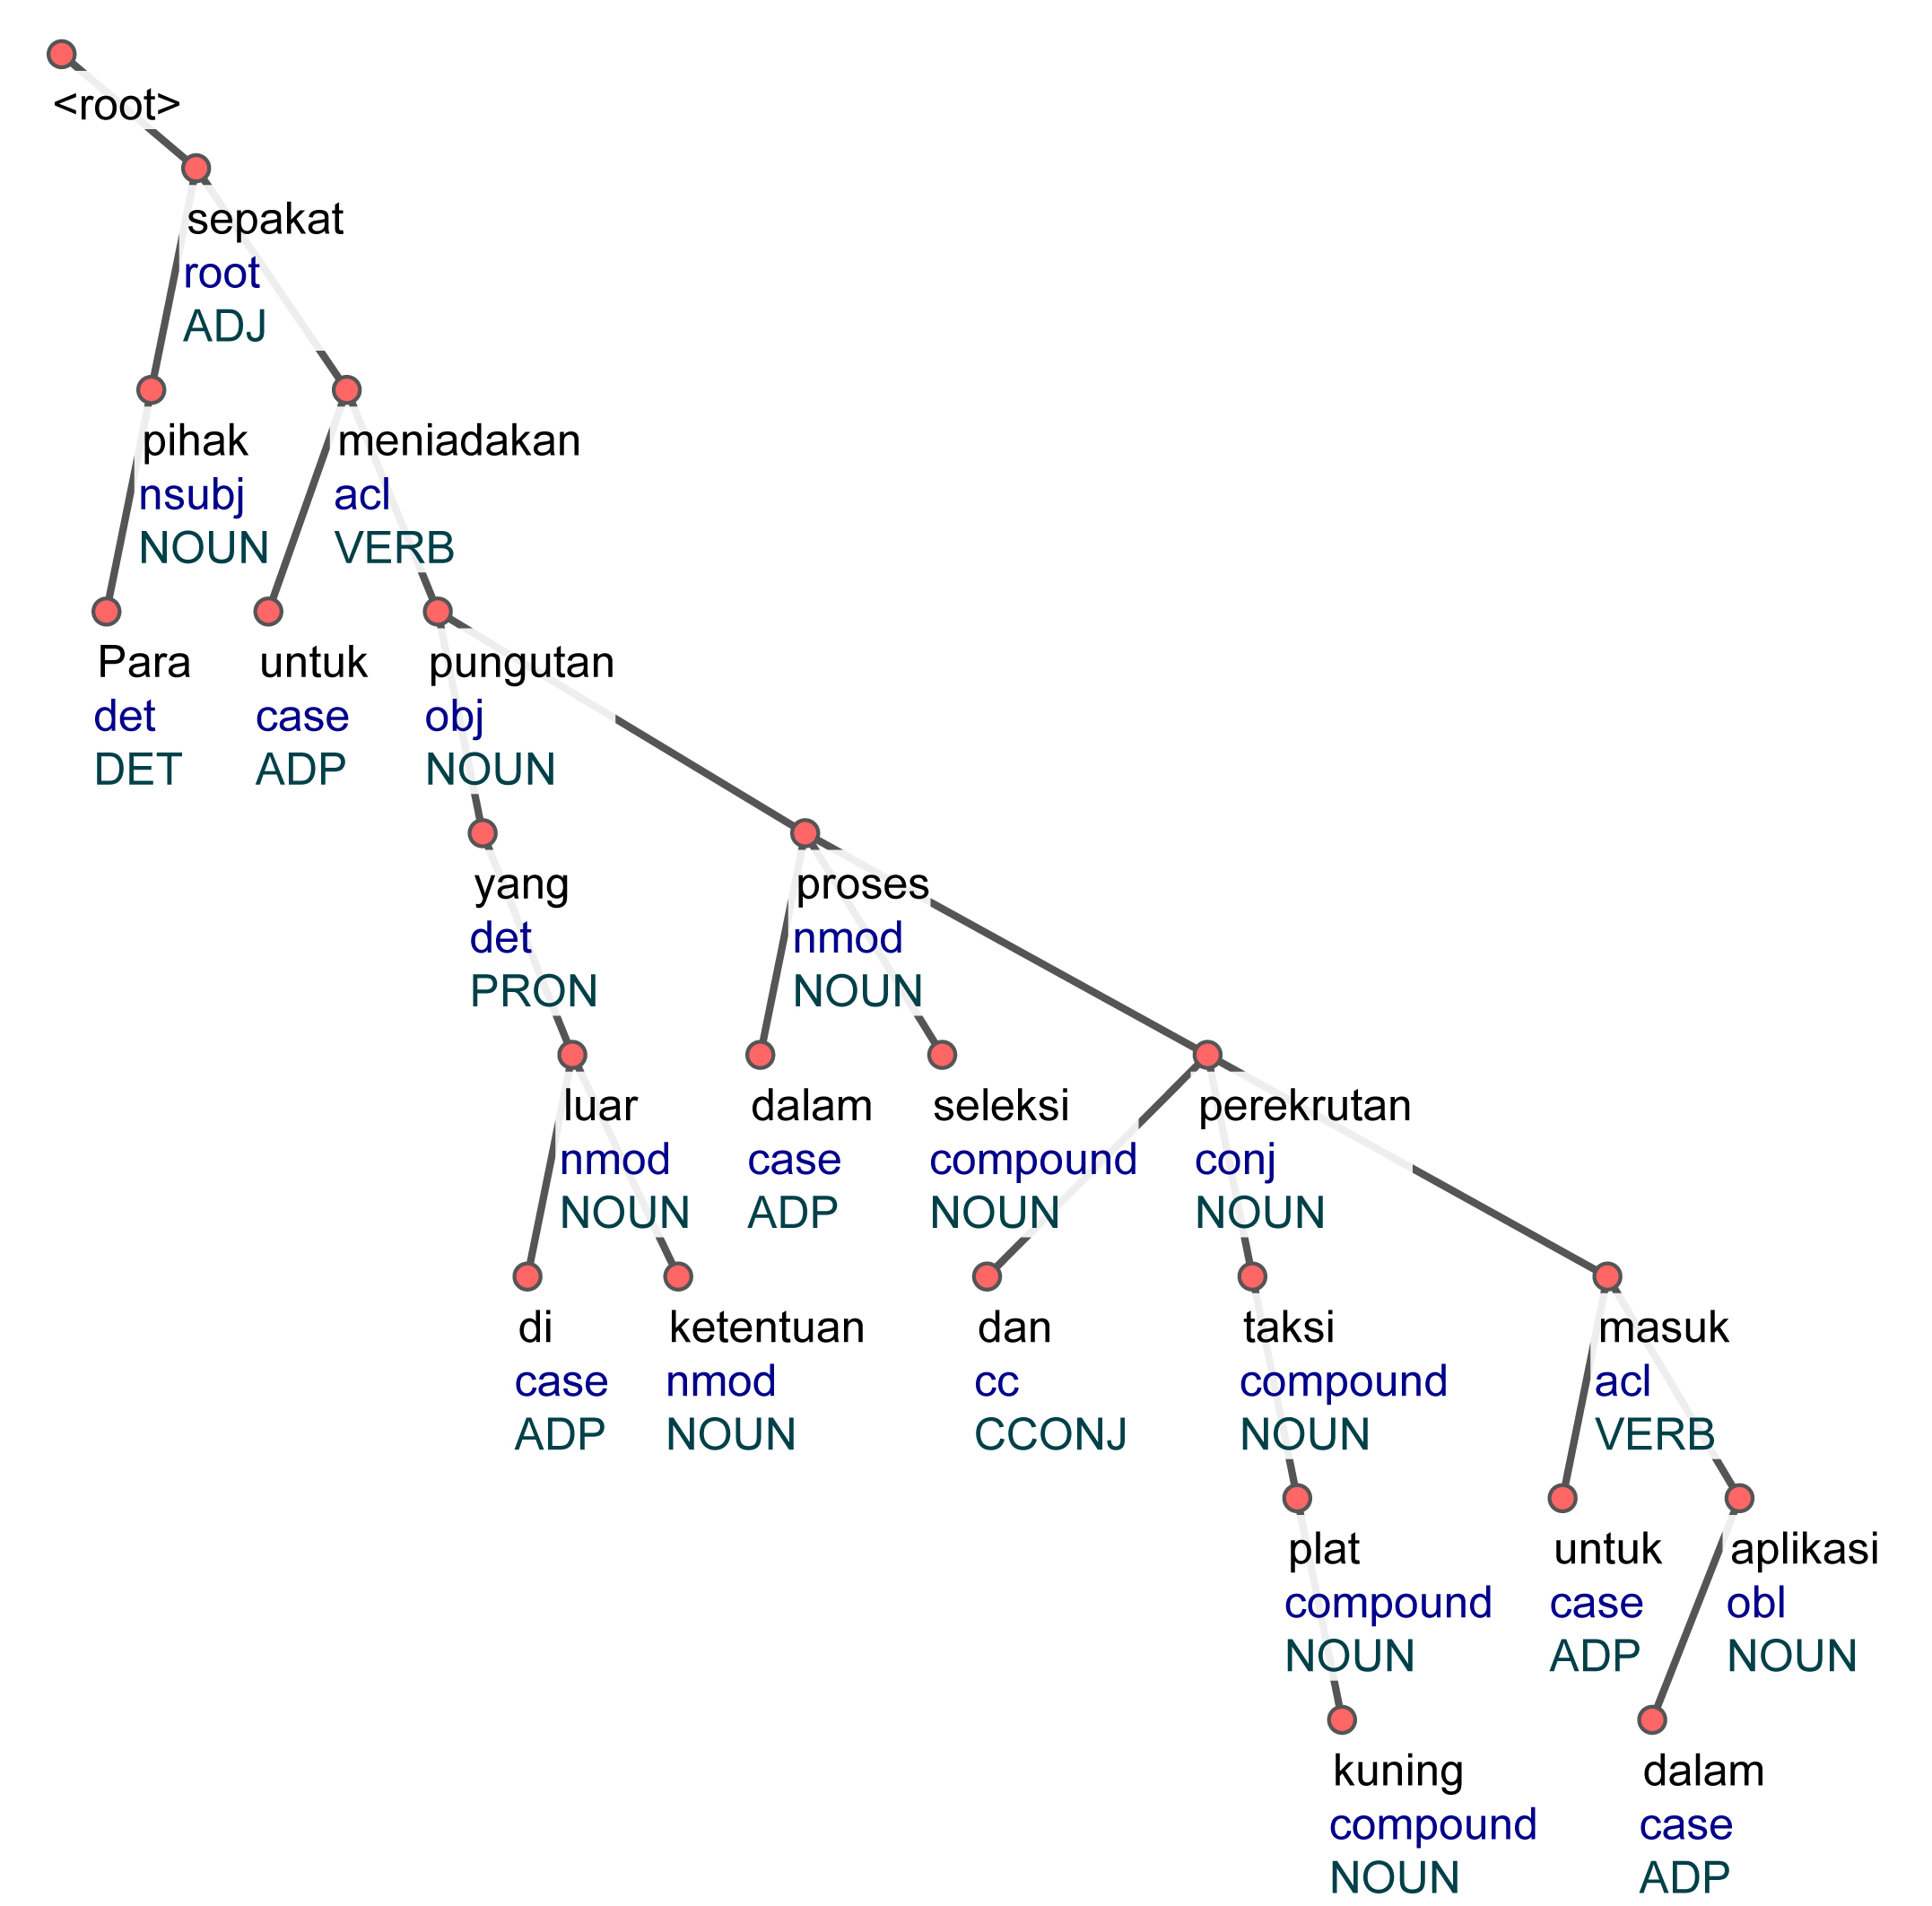 <root>
sepakat
root
ADJ
pihak
nsubj
NOUN
meniadakan
acl
VERB
Para
det
DET
untuk
case
ADP
pungutan
obj
NOUN
yang
det
PRON
proses
nmod
NOUN
luar
nmod
NOUN
dalam
case
ADP
seleksi
compound
NOUN
perekrutan
conj
NOUN
di
case
ADP
ketentuan
nmod
NOUN
dan
cc
CCONJ
taksi
compound
NOUN
masuk
acl
VERB
plat
compound
NOUN
untuk
case
ADP
aplikasi
obl
NOUN
kuning
compound
NOUN
dalam
case
ADP